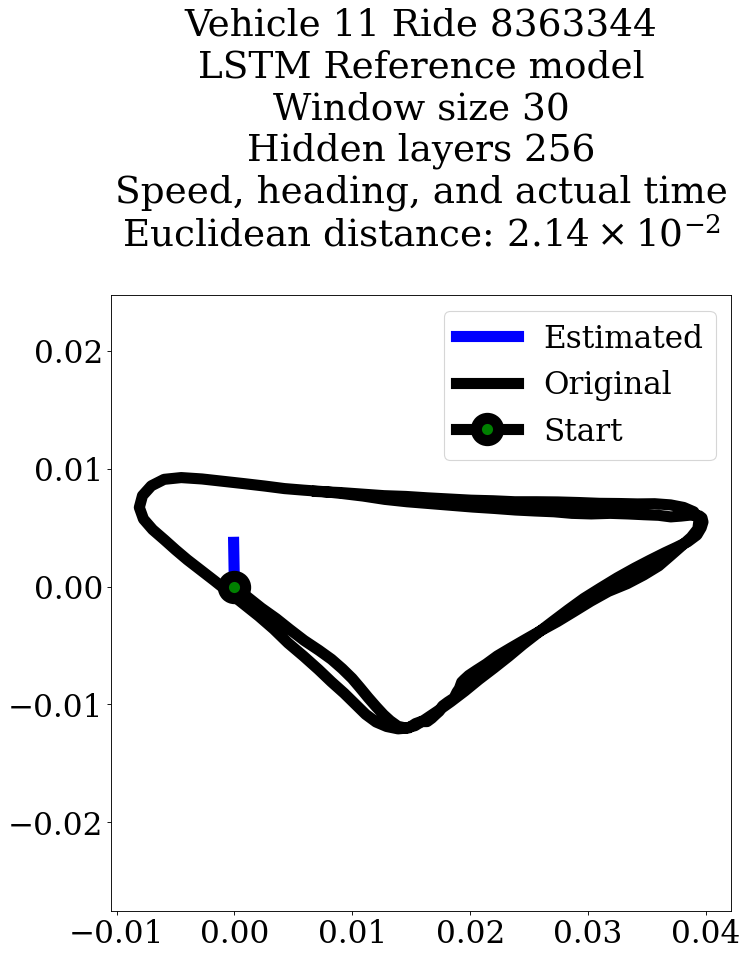 Vehicle 11 Ride 8363344
LSTM Reference model
Window size 30
Hidden layers 256
Speed, heading, and actual time
Euclidean distance: 2.14 × 10⁻²
Estimated
Original
Start
0.02
0.01
0.00
−0.01
−0.02
−0.01 0.00 0.01 0.02 0.03 0.04